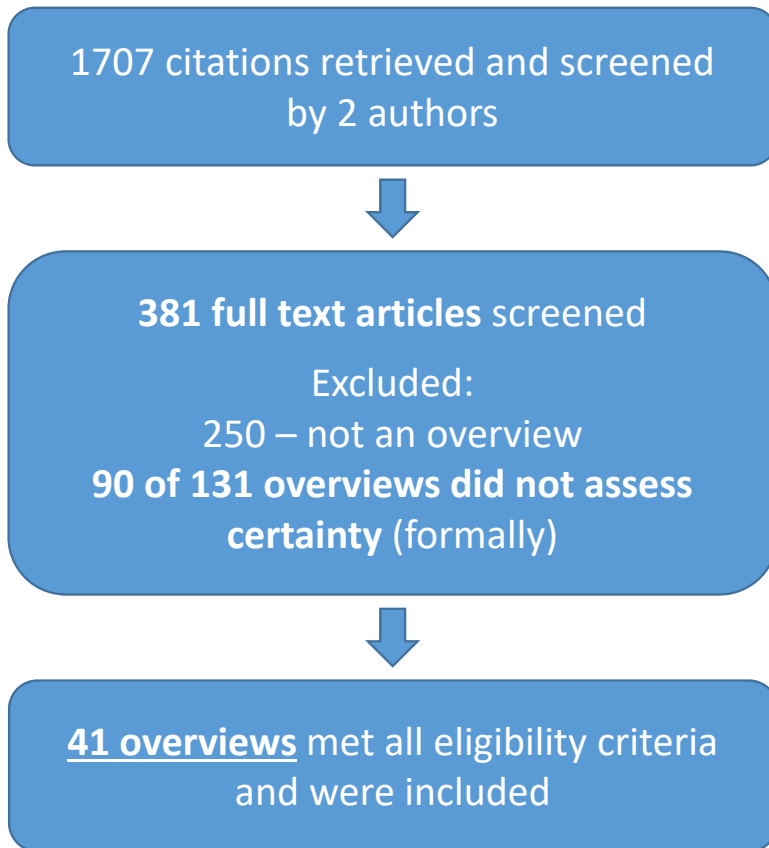 1707 citations retrieved and screened
by 2 authors
381 full text articles screened
Excluded:
250 – not an overview
90 of 131 overviews did not assess
certainty (formally)
41 overviews met all eligibility criteria
and were included